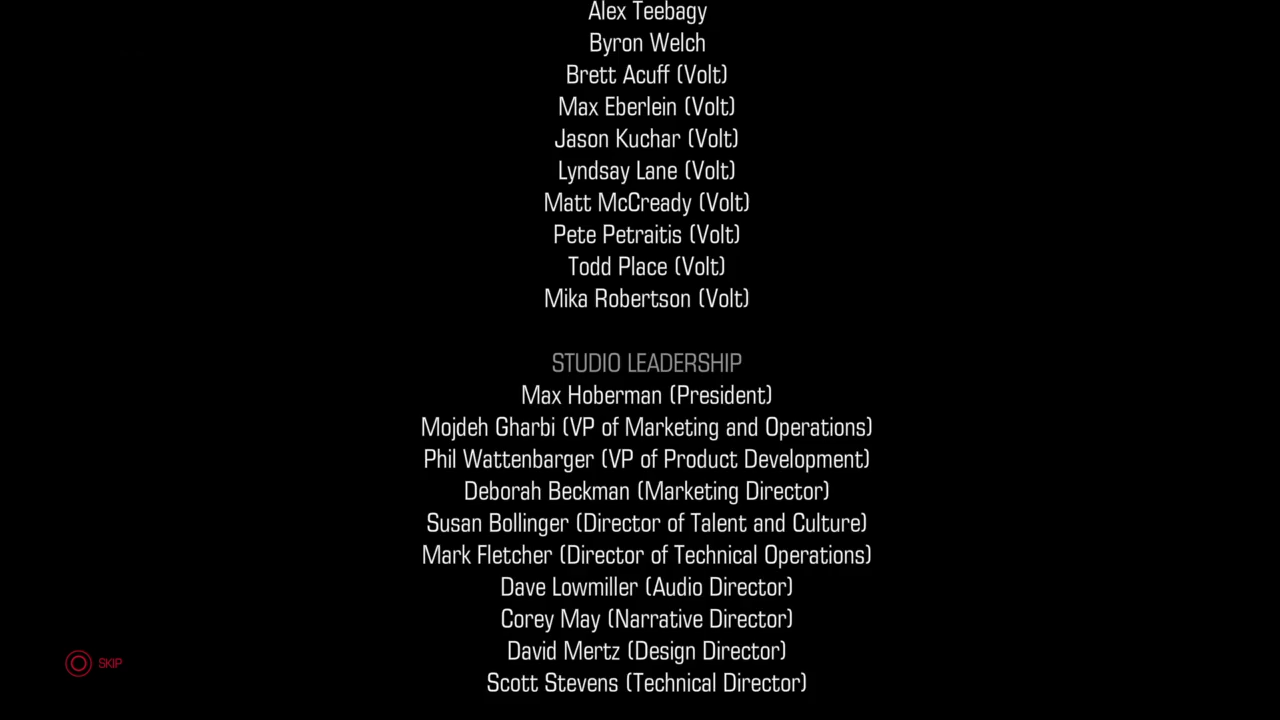 Alex Teebagy
Byron Welch
Brett Acuff (Volt)
Max Eberlein (Volt)
Jason Kuchar (Volt)
Lyndsay Lane (Volt)
Matt McCready (Volt)
Pete Petraitis (Volt)
Todd Place (Volt)
Mika Robertson (Volt)
STUDIO LEADERSHIP
Max Hoberman (President)
Mojdeh Gharbi (VP of Marketing and Operations)
Phil Wattenbarger (VP of Product Development)
Deborah Beckman (Marketing Director)
Susan Bollinger (Director of Talent and Culture)
Mark Fletcher (Director of Technical Operations)
Dave Lowmiller (Audio Director)
Corey May (Narrative Director)
David Mertz (Design Director)
SKIP
Scott Stevens (Technical Director)